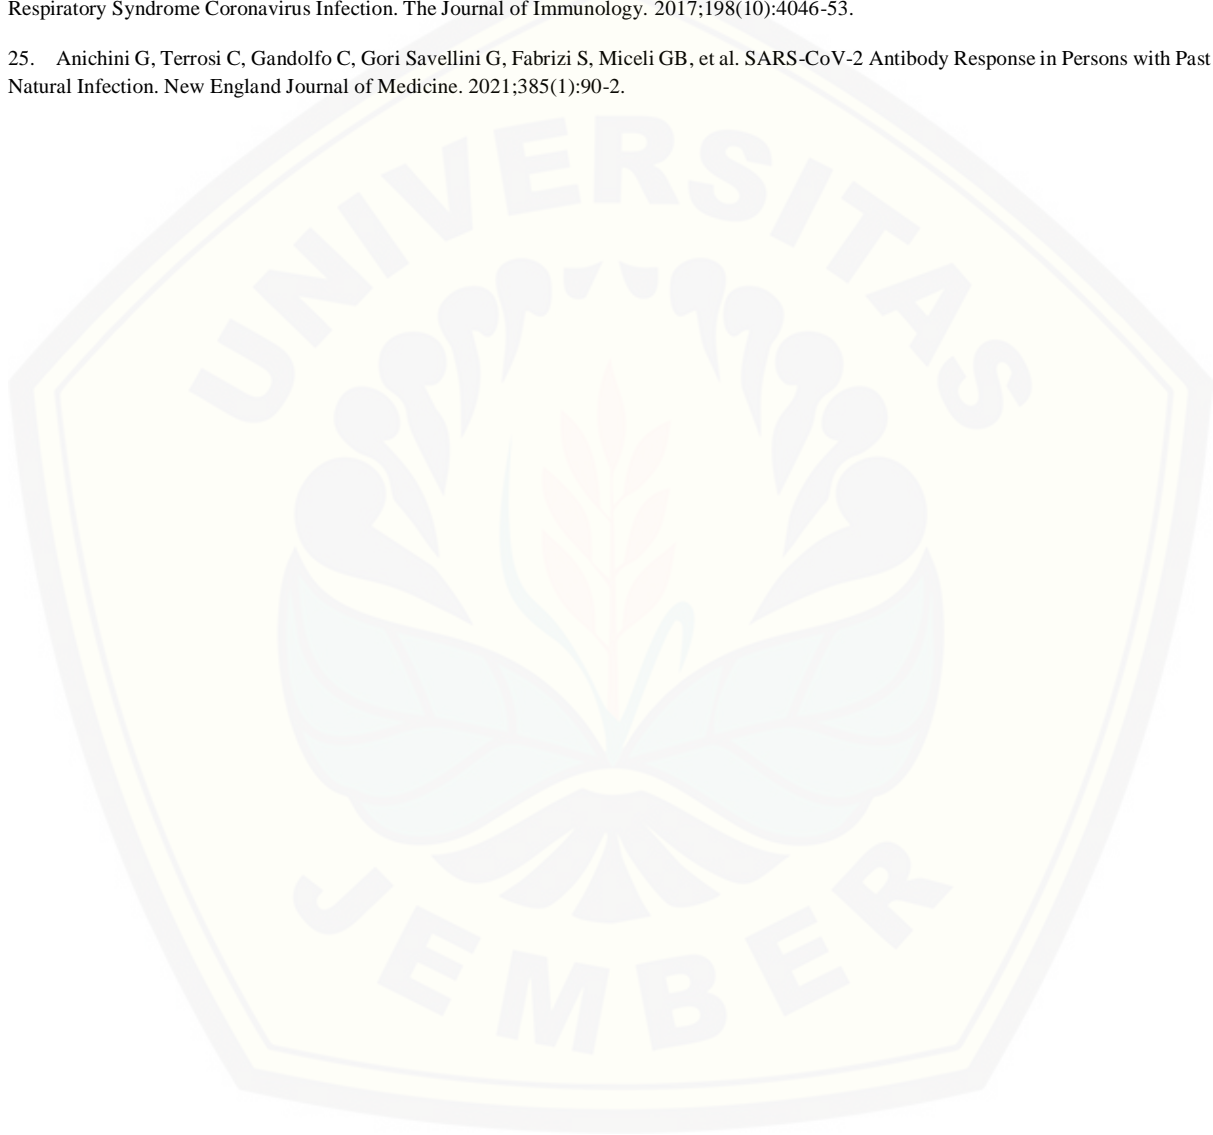 Respiratory Syndrome Coronavirus Infection. The Journal of Immunology. 2017;198(10):4046-53.
25. Anichini G, Terrosi C, Gandolfo C, Gori Savellini G, Fabrizi S, Miceli GB, et al. SARS-CoV-2 Antibody Response in Persons with Past
Natural Infection. New England Journal of Medicine. 2021;385(1):90-2.
UNIVERSITAS
JEMBER